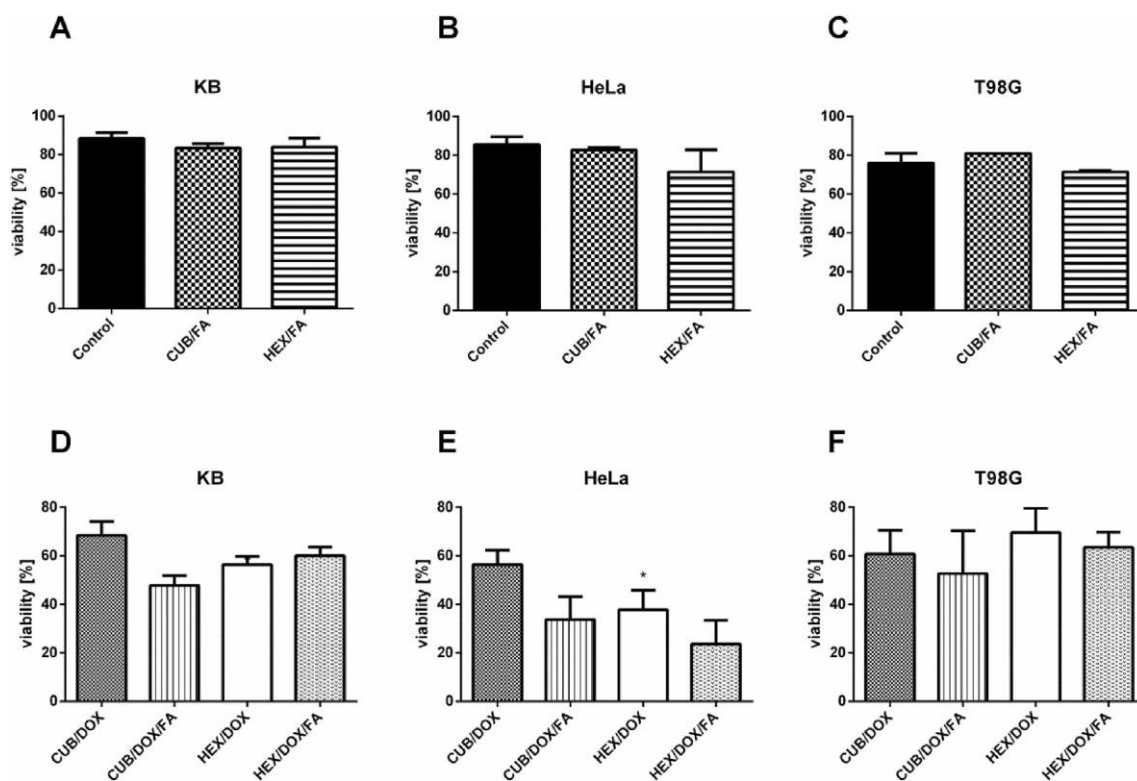 A
B
C
KB
HeLa
T98G
viability [%]
100
80
60
40
20
0
Control
CUB/FA
HEX/FA
viability [%]
100
80
60
40
20
0
Control
CUB/FA
HEX/FA
viability [%]
100
80
60
40
20
0
Control
CUB/FA
HEX/FA
D
E
F
KB
HeLa
T98G
viability [%]
80
60
40
20
0
CUB/DOX
CUB/DOX/FA
HEX/DOX
HEX/DOX/FA
viability [%]
80
60
40
20
0
*
CUB/DOX
CUB/DOX/FA
HEX/DOX
HEX/DOX/FA
viability [%]
80
60
40
20
0
CUB/DOX
CUB/DOX/FA
HEX/DOX
HEX/DOX/FA